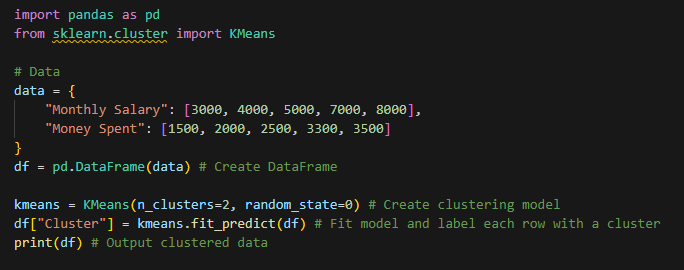 import pandas as pd
from sklearn.cluster import KMeans
# Data
data = {
    "Monthly Salary": [3000, 4000, 5000, 7000, 8000],
    "Money Spent": [1500, 2000, 2500, 3300, 3500]
}
df = pd.DataFrame(data) # Create DataFrame
kmeans = KMeans(n_clusters=2, random_state=0) # Create clustering model
df["Cluster"] = kmeans.fit_predict(df) # Fit model and label each row with a cluster
print(df) # Output clustered data